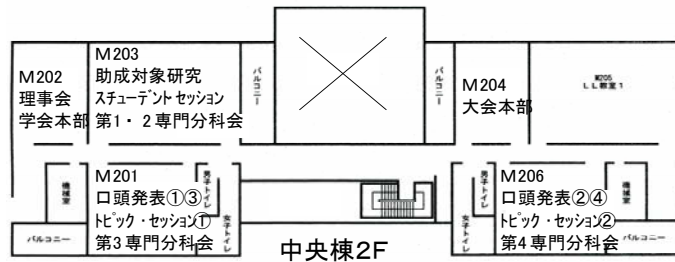 M202
理事会
学会本部
M203
助成対象研究
スチューデントセッション
第1・2専門分科会
バルコニー
バルコニー
M204
大会本部
M205
LL教室1
機械室
M201
口頭発表①③
トピック・セッション①
第3専門分科会
男子トイレ
女子トイレ
バルコニー
中央棟2F
男子トイレ
女子トイレ
M206
口頭発表②④
トピック・セッション②
第4専門分科会
機械室
バルコニー